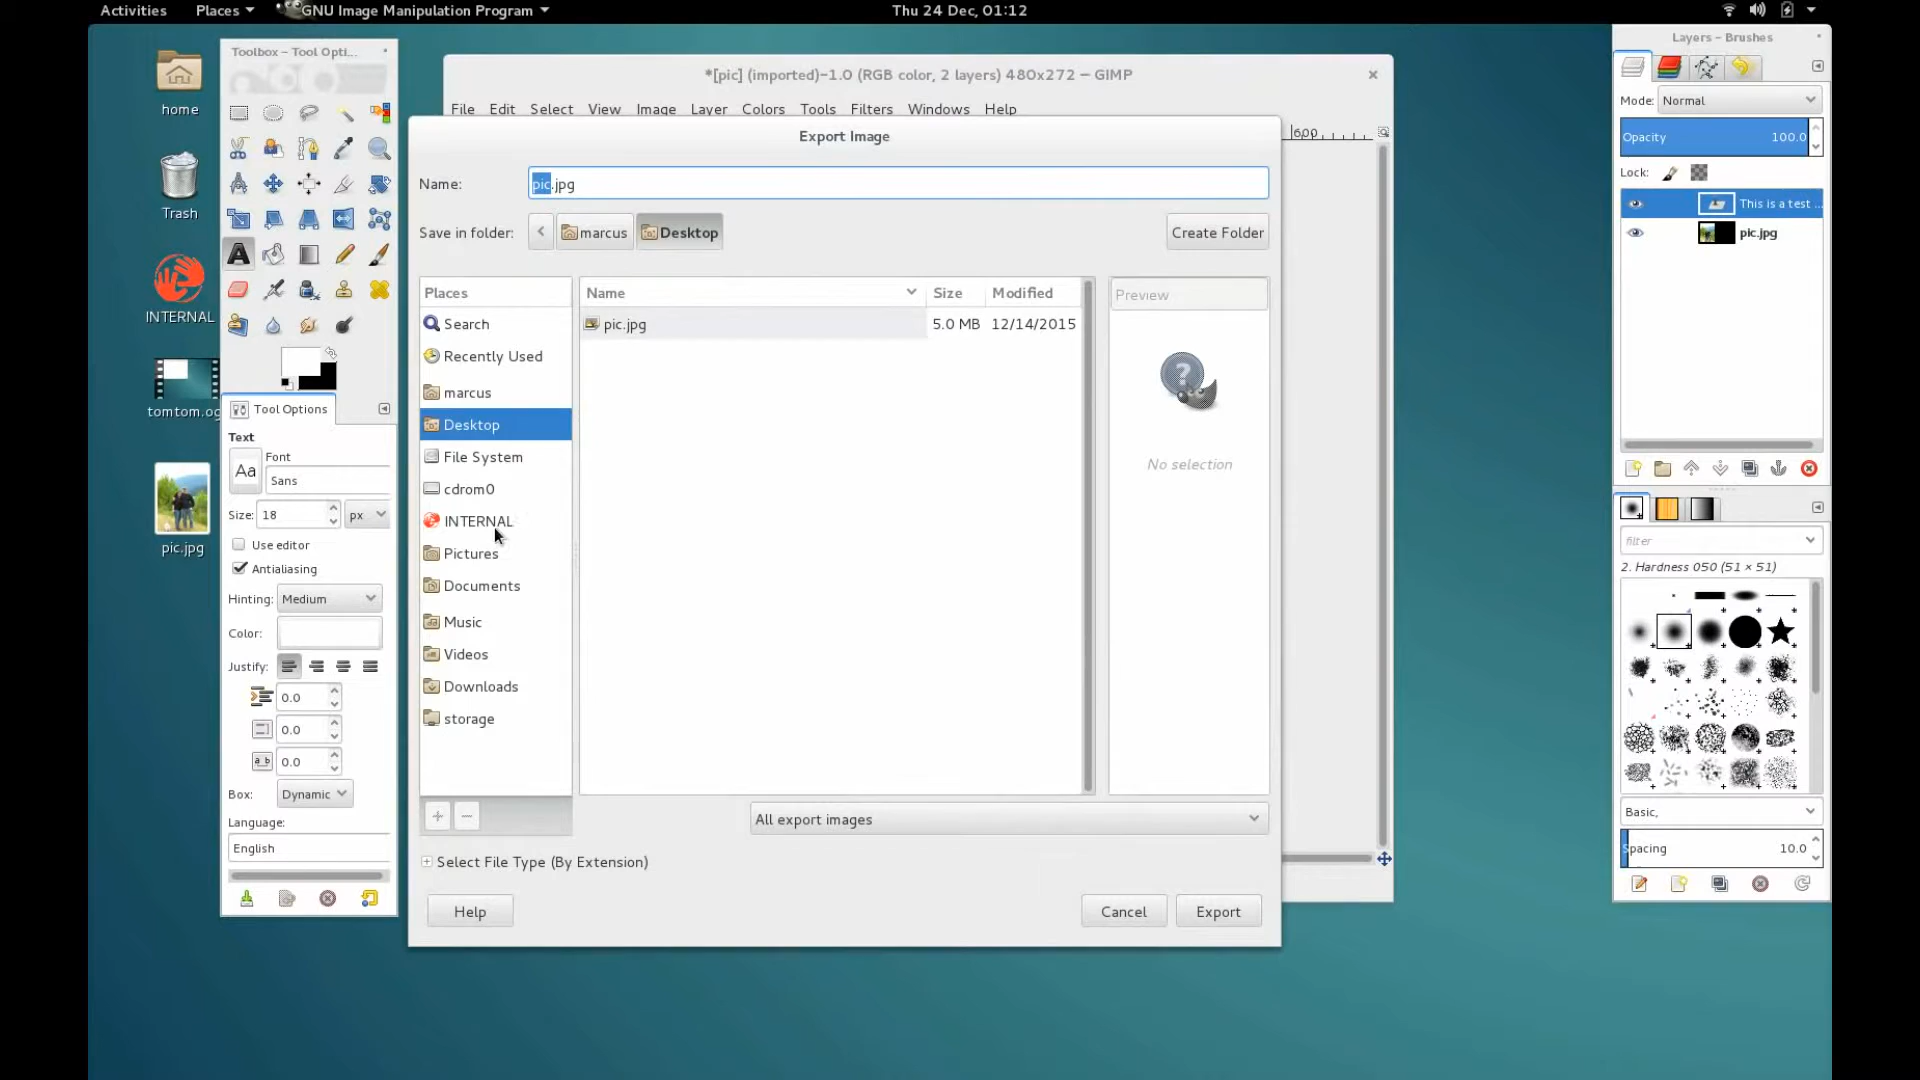 Activities Places GNU Image Manipulation Program Thu 24 Dec, 01:12
home
Trash
INTERNAL
tomtom.og
pic.jpg
Toolbox – Tool Opti...
Tool Options
Text
Font
Aa
Sans
Size: 18 px
Use editor
Antialiasing
Hinting: Medium
Color:
Justify:
0.0
0.0
0.0
Box: Dynamic
Language:
English
*[pic] (imported)-1.0 (RGB color, 2 layers) 480x272 – GIMP
File Edit Select View Image Layer Colors Tools Filters Windows Help
600
Export Image
Name: pic.jpg
Save in folder: marcus Desktop Create Folder
Places
Search
Recently Used
marcus
Desktop
File System
cdrom0
INTERNAL
Pictures
Documents
Music
Videos
Downloads
storage
Name Size Modified
pic.jpg 5.0 MB 12/14/2015
Preview
No selection
All export images
Select File Type (By Extension)
Help Cancel Export
Layers – Brushes
Mode: Normal
Opacity 100.0
Lock:
This is a test ...
pic.jpg
filter
2. Hardness 050 (51 × 51)
Basic,
Spacing 10.0